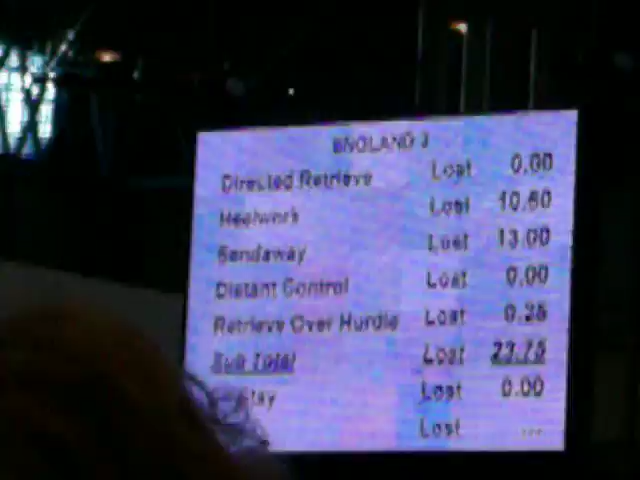 ENGLAND
Directed Retrieve Lost 0.00
Heelwork Lost 10.50
Sendaway Lost 13.00
Distant Control Lost 0.00
Retrieve Over Hurdle Lost 0.25
Sub Total Lost 23.75
Stay Lost 0.00
Lost ...